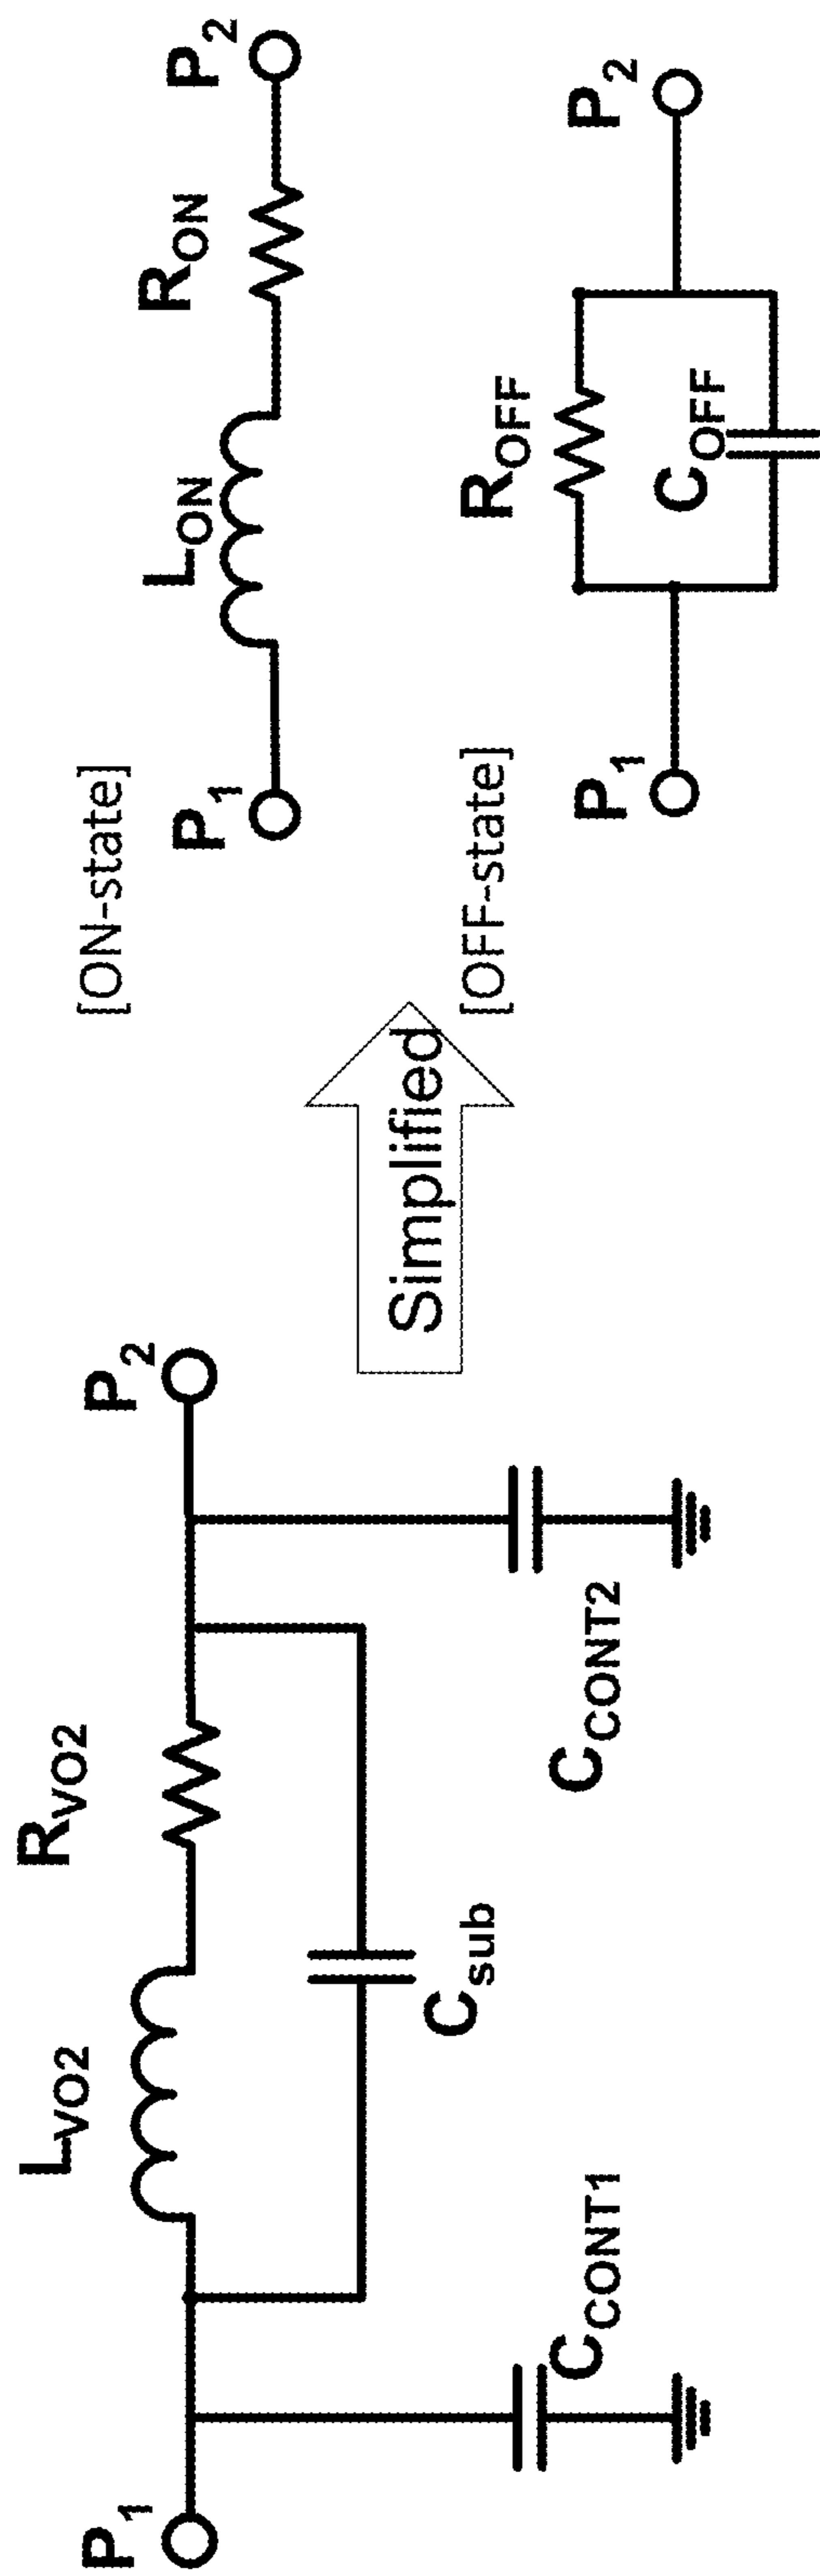 P1
LVO2
RVO2
P2
Csub
CCONT1
CCONT2
Simplified
[ON-state]
P1
LON
RON
P2
[OFF-state]
P1
ROFF
COFF
P2